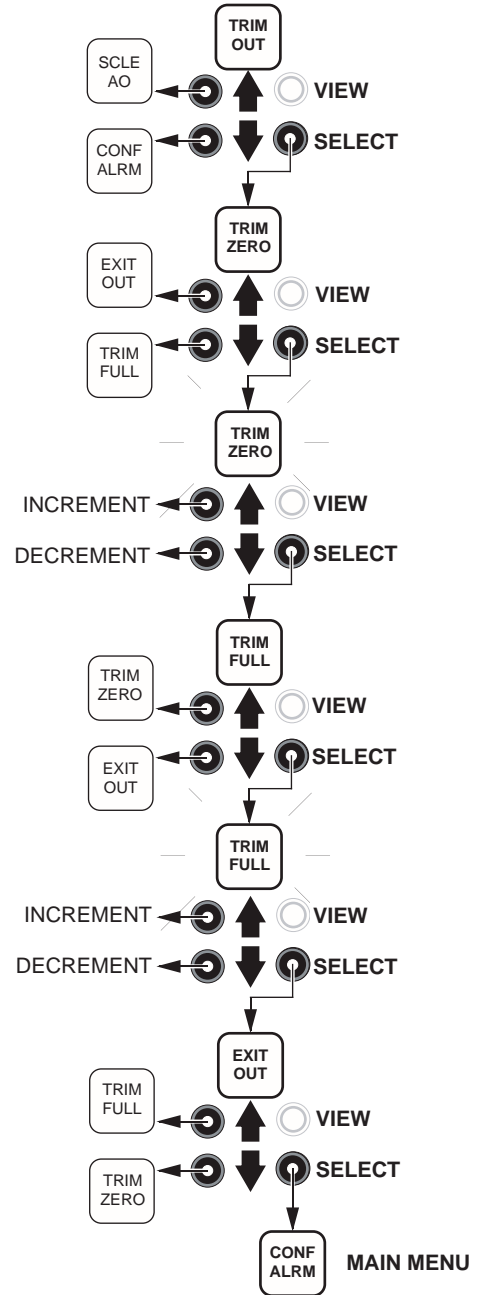 TRIM
OUT
SCLE
AO
VIEW
CONF
ALRM
SELECT
TRIM
ZERO
EXIT
OUT
VIEW
TRIM
FULL
SELECT
TRIM
ZERO
INCREMENT
VIEW
DECREMENT
SELECT
TRIM
FULL
TRIM
ZERO
VIEW
EXIT
OUT
SELECT
TRIM
FULL
INCREMENT
VIEW
DECREMENT
SELECT
EXIT
OUT
TRIM
FULL
VIEW
TRIM
ZERO
SELECT
CONF
ALRM
MAIN MENU